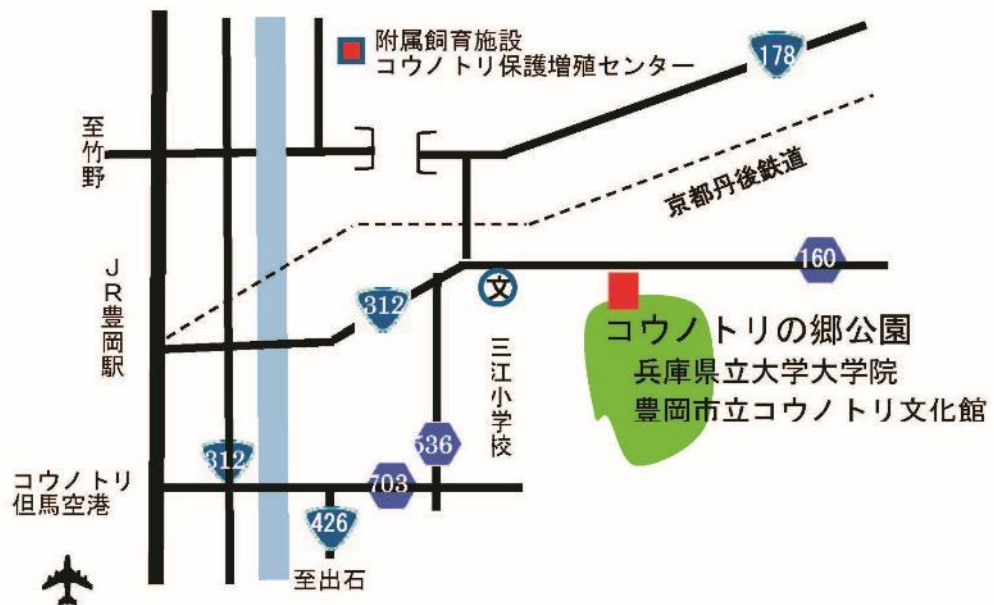 附属飼育施設
コウノトリ保護増殖センター
178
至竹野
京都丹後鉄道
160
JR豊岡駅
312
文
三江小学校
コウノトリの郷公園
兵庫県立大学大学院
豊岡市立コウノトリ文化館
536
312
703
コウノトリ
但馬空港
426
至出石